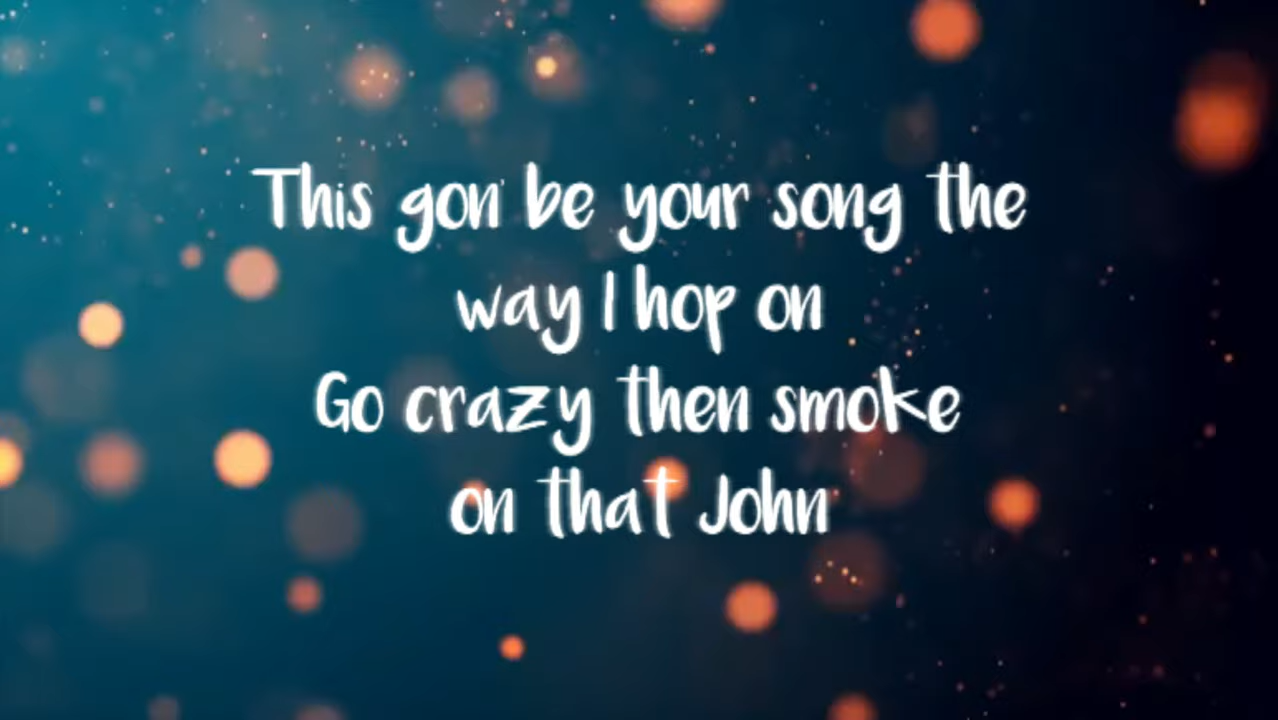 This gon' be your song the
way I hop on
Go crazy then smoke
on that John